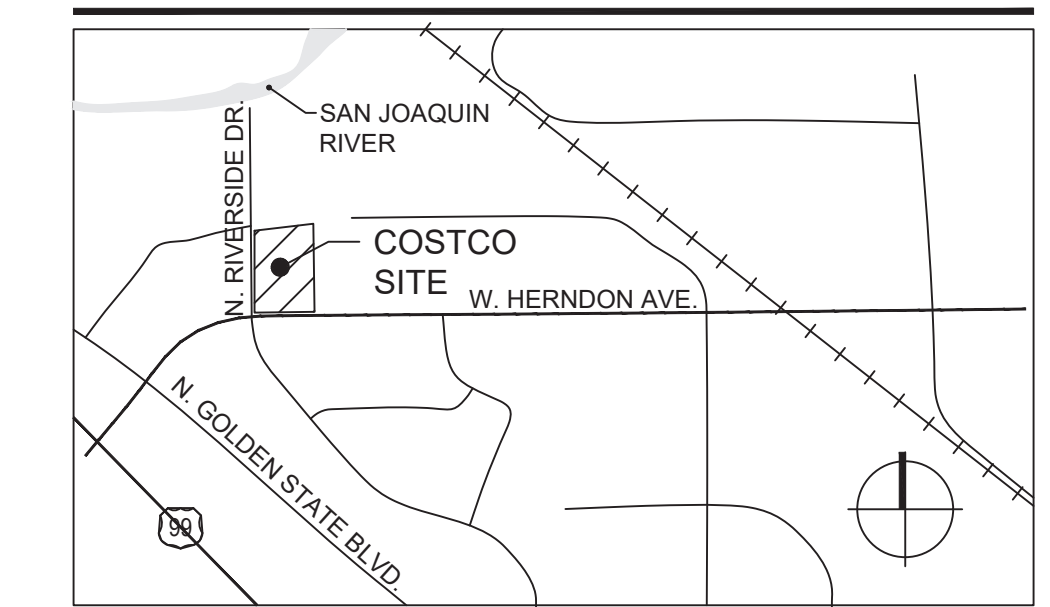 SAN JOAQUIN
RIVER
N. RIVERSIDE DR.
COSTCO
SITE
W. HERNDON AVE.
N. GOLDEN STATE BLVD.
99